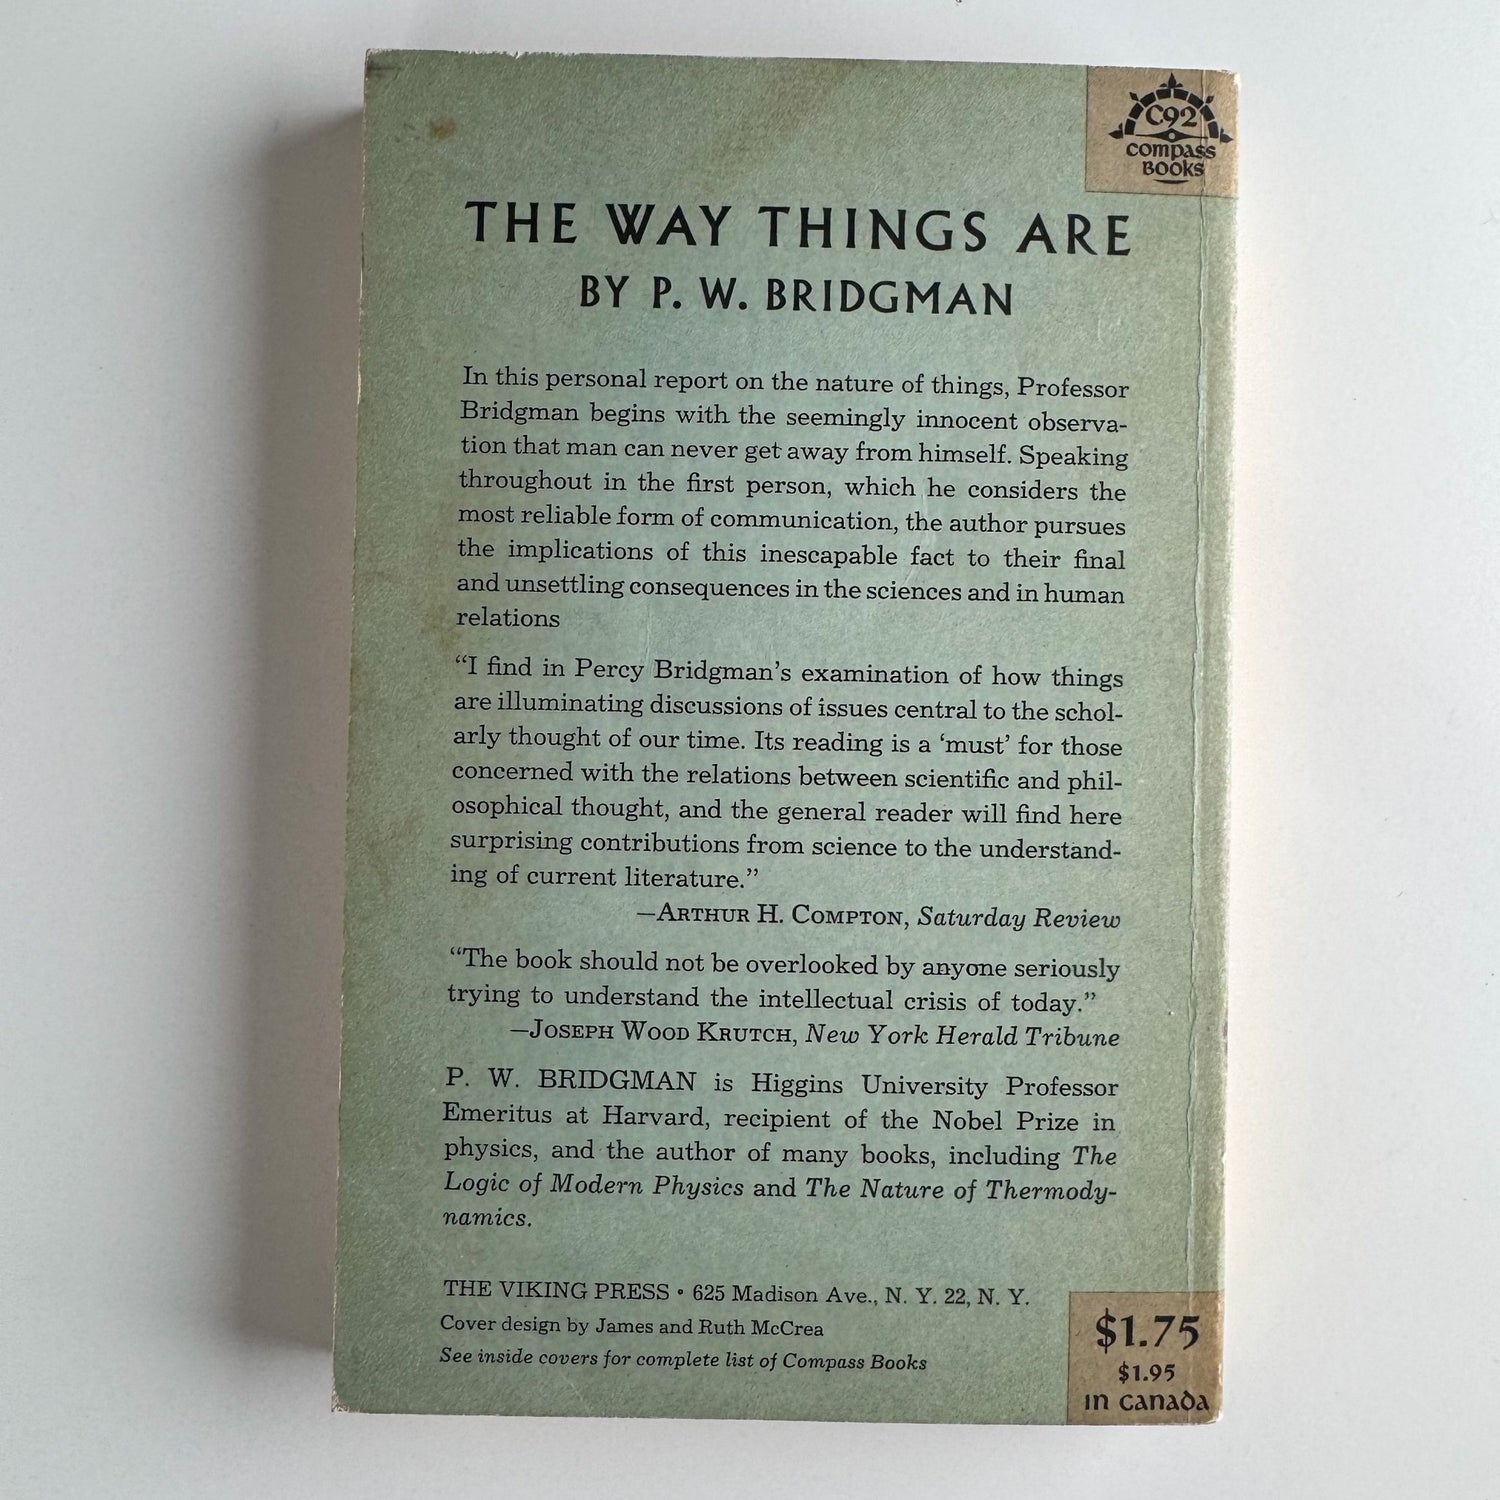 C92
COMPASS
BOOKS
THE WAY THINGS ARE
BY P. W. BRIDGMAN
In this personal report on the nature of things, Professor
Bridgman begins with the seemingly innocent observa-
tion that man can never get away from himself. Speaking
throughout in the first person, which he considers the
most reliable form of communication, the author pursues
the implications of this inescapable fact to their final
and unsettling consequences in the sciences and in human
relations
“I find in Percy Bridgman’s examination of how things
are illuminating discussions of issues central to the schol-
arly thought of our time. Its reading is a ‘must’ for those
concerned with the relations between scientific and phil-
osophical thought, and the general reader will find here
surprising contributions from science to the understand-
ing of current literature.”
—ARTHUR H. COMPTON, Saturday Review
“The book should not be overlooked by anyone seriously
trying to understand the intellectual crisis of today.”
—JOSEPH WOOD KRUTCH, New York Herald Tribune
P. W. BRIDGMAN is Higgins University Professor
Emeritus at Harvard, recipient of the Nobel Prize in
physics, and the author of many books, including The
Logic of Modern Physics and The Nature of Thermody-
namics.
THE VIKING PRESS • 625 Madison Ave., N. Y. 22, N. Y.
Cover design by James and Ruth McCrea
See inside covers for complete list of Compass Books
$1.75
$1.95
IN CANADA